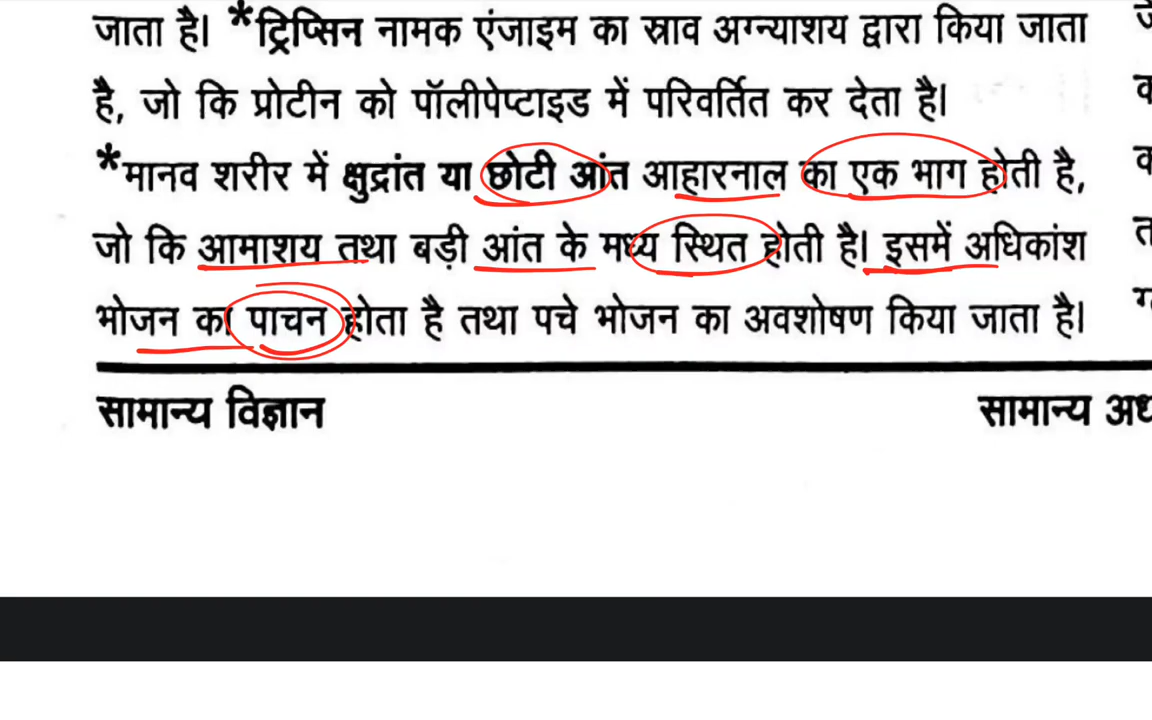 जाता है। *ट्रिप्सिन नामक एंजाइम का स्राव अग्न्याशय द्वारा किया जाता
है, जो कि प्रोटीन को पॉलीपेप्टाइड में परिवर्तित कर देता है।
*मानव शरीर में क्षुद्रांत या छोटी आंत आहारनाल का एक भाग होती है,
जो कि आमाशय तथा बड़ी आंत के मध्य स्थित होती है। इसमें अधिकांश
भोजन का पाचन होता है तथा पचे भोजन का अवशोषण किया जाता है।
सामान्य विज्ञान
सामान्य